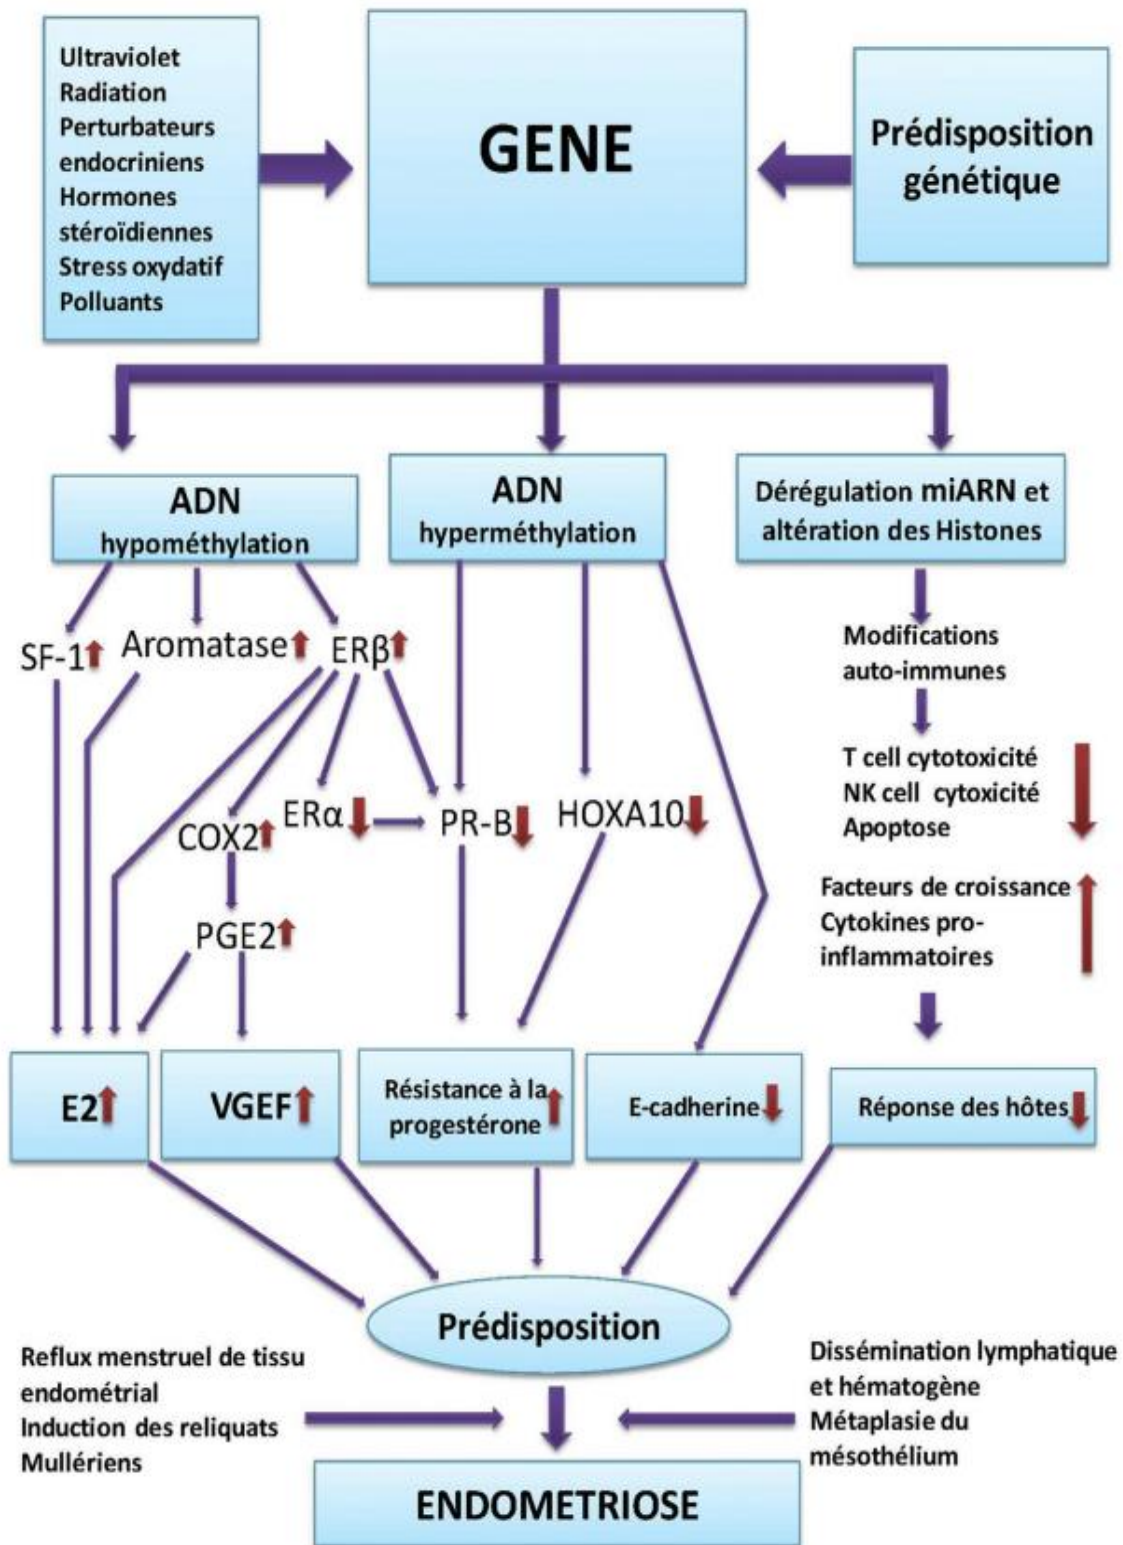 Ultraviolet
Radiation
Perturbateurs
endocriniens
Hormones
stéroïdiennes
Stress oxydatif
Polluants
GENE
Prédisposition
génétique
ADN
hypométhylation
ADN
hyperméthylation
Dérégulation miARN et
altération des Histones
SF-1
Aromatase
ERβ
Modifications
auto-immunes
T cell cytotoxicité
NK cell cytoxicité
Apoptose
COX2
ERα
PR-B
HOXA10
Facteurs de croissance
Cytokines pro-
inflammatoires
PGE2
E2
VGEF
Résistance à la
progestérone
E-cadherine
Réponse des hôtes
Prédisposition
Reflux menstruel de tissu
endométrial
Induction des reliquats
Mullériens
Dissémination lymphatique
et hématogène
Métaplasie du
mésothélium
ENDOMETRIOSE